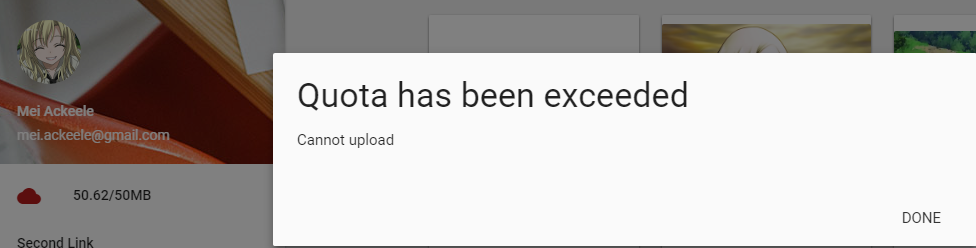 Mei Ackeele
mei.ackeele@gmail.com
50.62/50MB
Second Link
Quota has been exceeded
Cannot upload
DONE